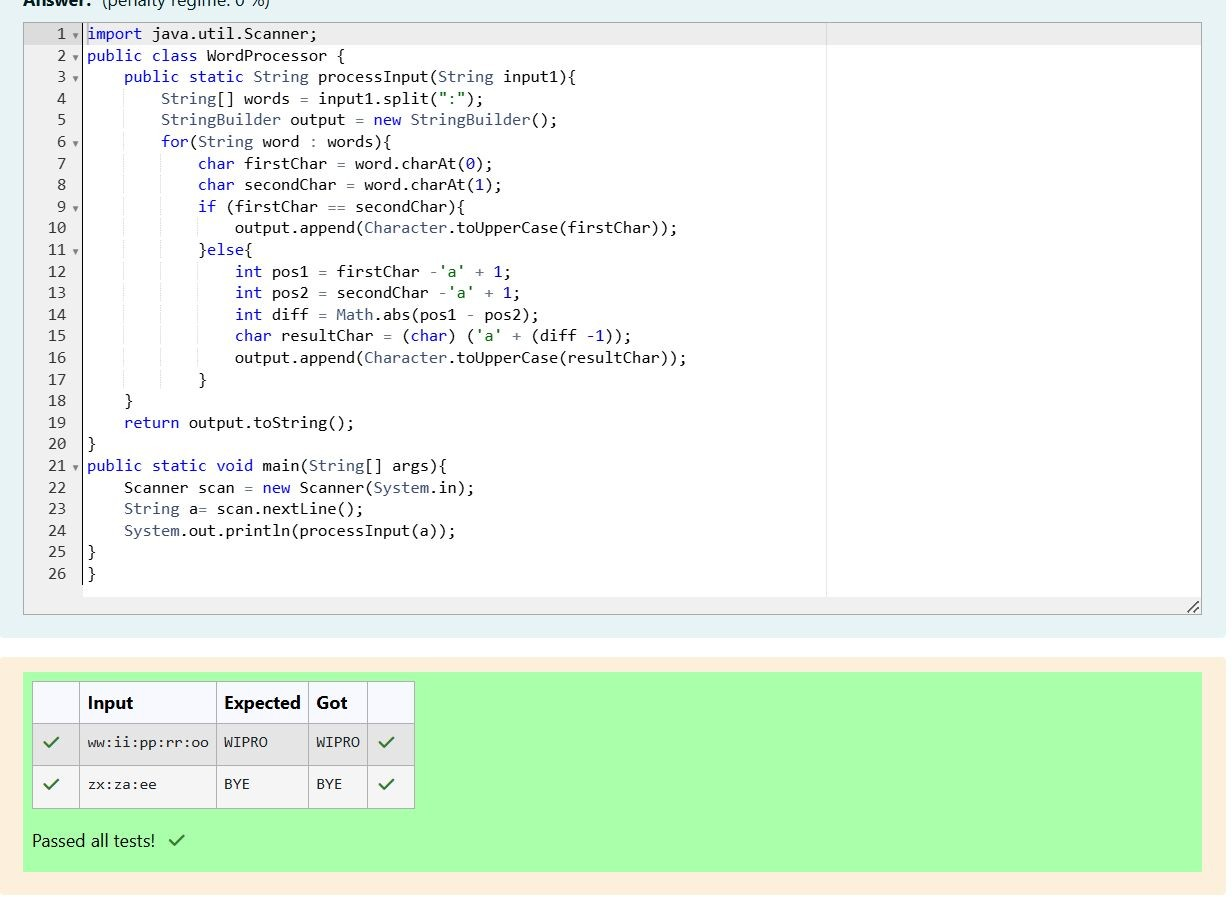 Answer: (penalty regime: 0 %)
1 import java.util.Scanner;
2 public class WordProcessor {
3     public static String processInput(String input1){
4         String[] words = input1.split(":");
5         StringBuilder output = new StringBuilder();
6         for(String word : words){
7             char firstChar = word.charAt(0);
8             char secondChar = word.charAt(1);
9             if (firstChar == secondChar){
10                 output.append(Character.toUpperCase(firstChar));
11             }else{
12                 int pos1 = firstChar -'a' + 1;
13                 int pos2 = secondChar -'a' + 1;
14                 int diff = Math.abs(pos1 - pos2);
15                 char resultChar = (char) ('a' + (diff -1));
16                 output.append(Character.toUpperCase(resultChar));
17             }
18     }
19     return output.toString();
20 }
21 public static void main(String[] args){
22     Scanner scan = new Scanner(System.in);
23     String a= scan.nextLine();
24     System.out.println(processInput(a));
25 }
26 }
Input Expected Got
ww:ii:pp:rr:oo WIPRO WIPRO
zx:za:ee BYE BYE
Passed all tests!